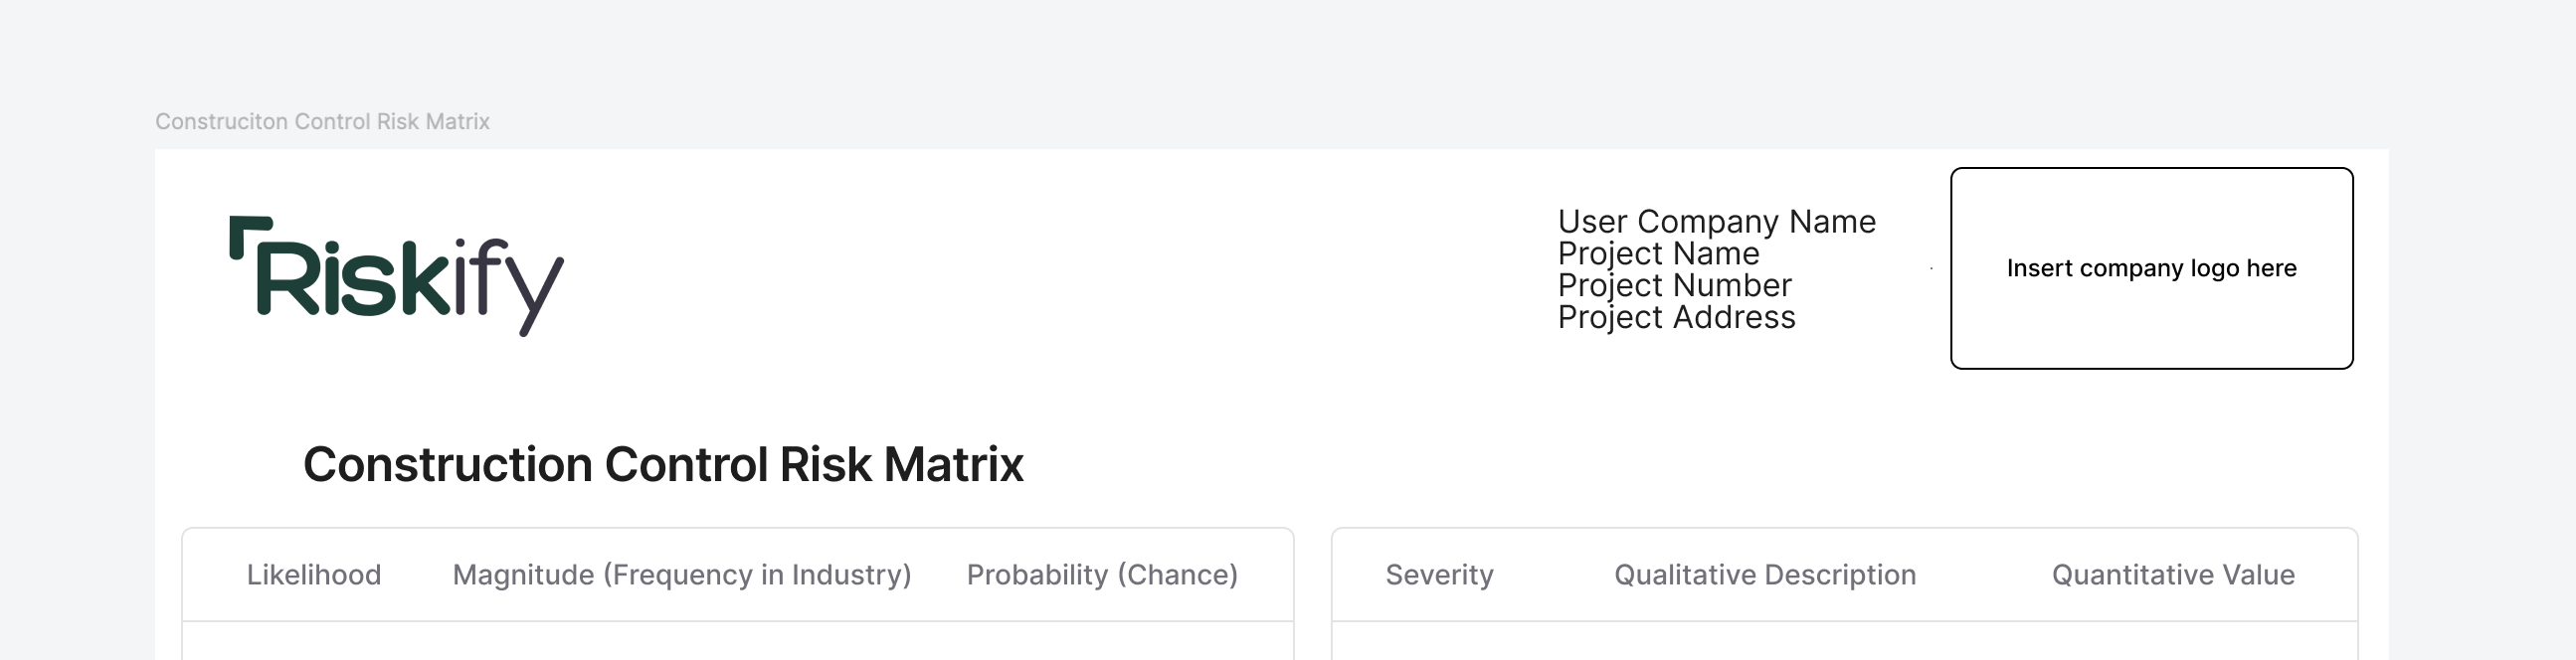 Construciton Control Risk Matrix
Riskify
User Company Name
Project Name
Project Number
Project Address
Insert company logo here
Construction Control Risk Matrix
Likelihood Magnitude (Frequency in Industry) Probability (Chance)
Severity Qualitative Description Quantitative Value